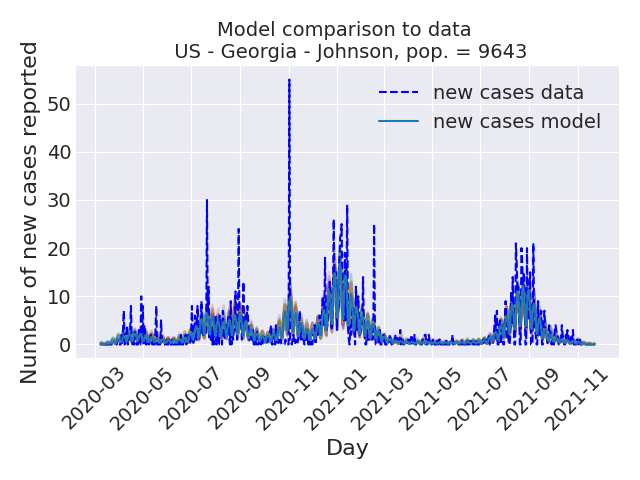 Model comparison to data
US - Georgia - Johnson, pop. = 9643
Number of new cases reported
50
40
30
20
10
0
new cases data
new cases model
2020-03
2020-05
2020-07
2020-09
2020-11
2021-01
2021-03
2021-05
2021-07
2021-09
2021-11
Day